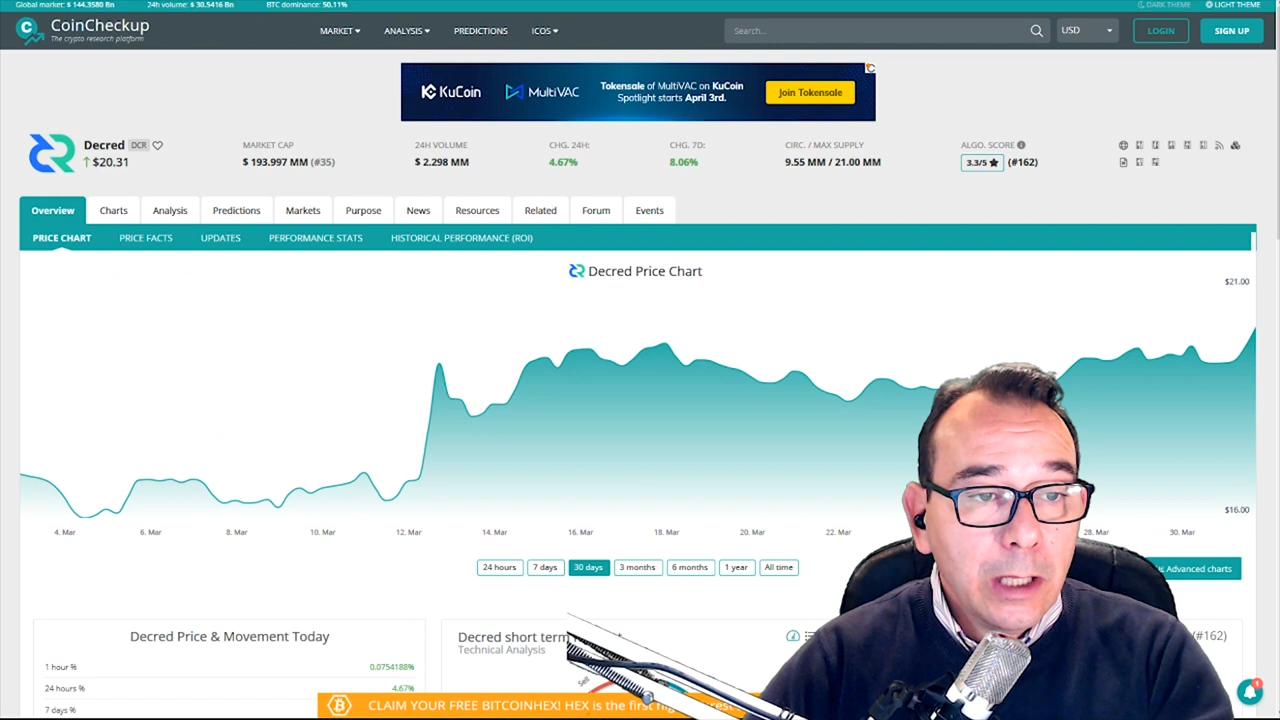 Global market: $ 144.3580 Bn 24h volume: $ 30.5416 Bn BTC dominance: 50.11% DARK THEME LIGHT THEME
CoinCheckup
The crypto research platform
MARKET ANALYSIS PREDICTIONS ICOS Search... USD LOGIN SIGN UP
KuCoin MultiVAC Tokensale of MultiVAC on KuCoin
Spotlight starts April 3rd. Join Tokensale
Decred DCR
$20.31
MARKET CAP
$ 193.997 MM (#35)
24H VOLUME
$ 2.298 MM
CHG. 24H:
4.67%
CHG. 7D:
8.06%
CIRC. / MAX SUPPLY
9.55 MM / 21.00 MM
ALGO. SCORE
3.3/5 (#162)
Overview Charts Analysis Predictions Markets Purpose News Resources Related Forum Events
PRICE CHART PRICE FACTS UPDATES PERFORMANCE STATS HISTORICAL PERFORMANCE (ROI)
Decred Price Chart
$21.00
$16.00
4. Mar 6. Mar 8. Mar 10. Mar 12. Mar 14. Mar 16. Mar 18. Mar 20. Mar 22. Mar 28. Mar 30. Mar
24 hours 7 days 30 days 3 months 6 months 1 year All time
Advanced charts
Decred Price & Movement Today
1 hour % 0.0754188%
24 hours % 4.67%
7 days %
Decred short term
Technical Analysis
Sell
(#162)
CLAIM YOUR FREE BITCOINHEX! HEX is the first
1